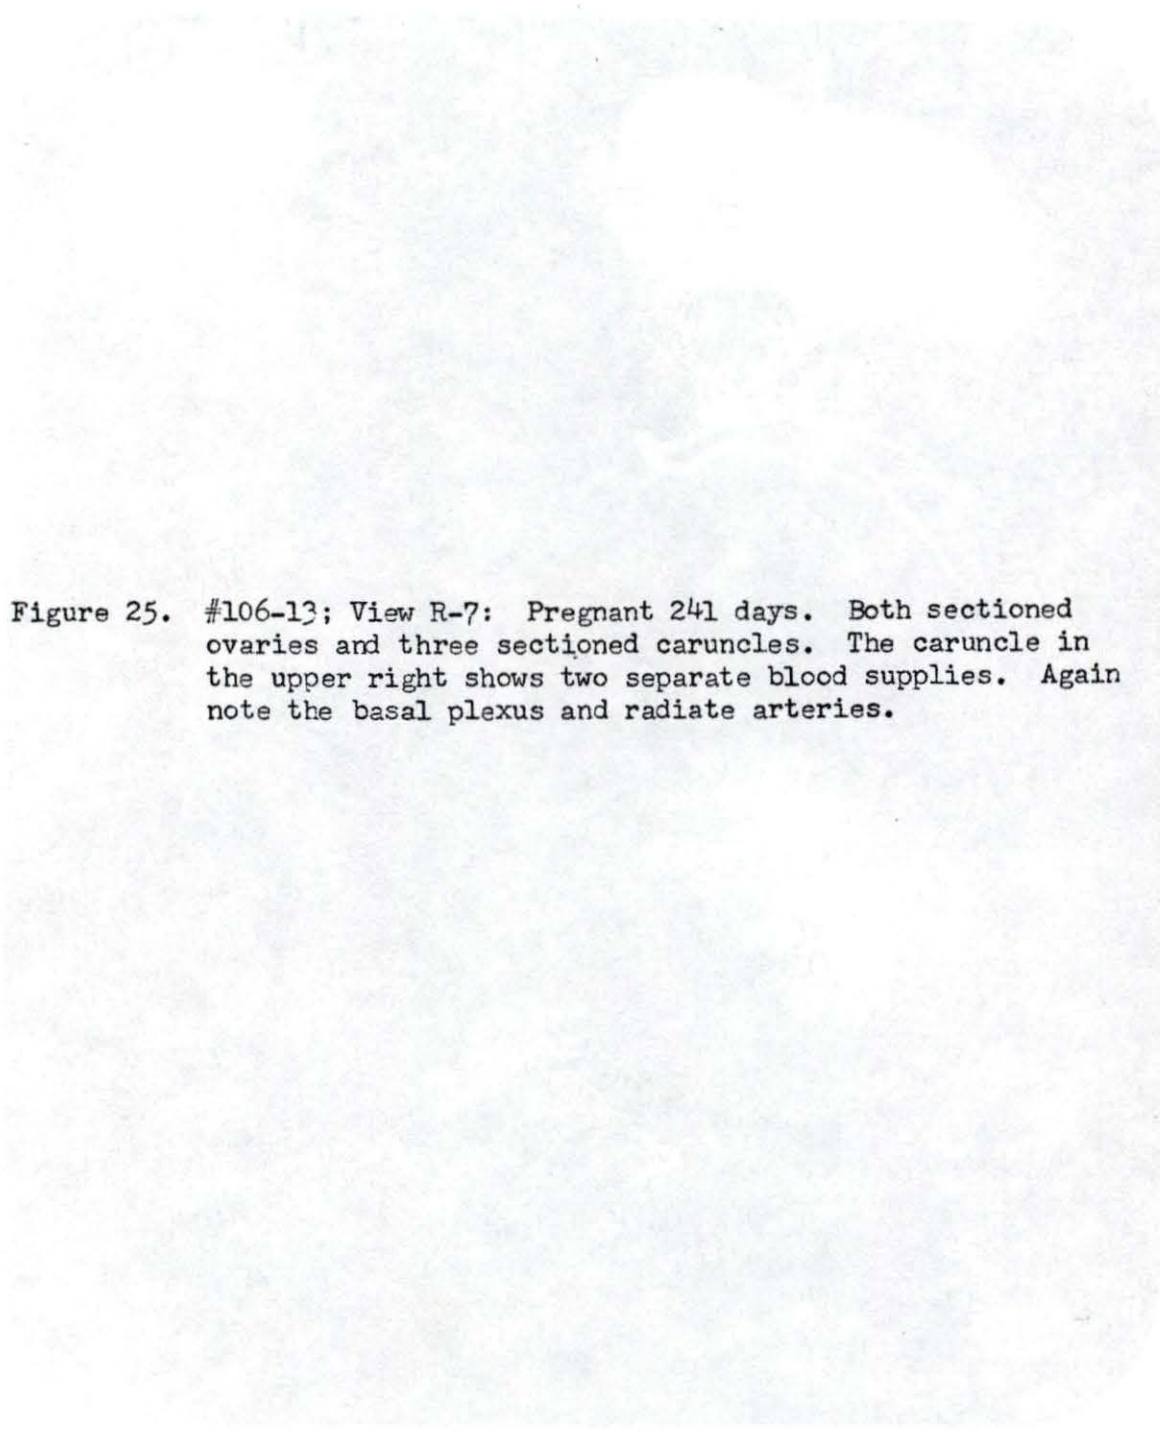 Figure 25. #106-13; View R-7: Pregnant 241 days. Both sectioned
ovaries and three sectioned caruncles. The caruncle in
the upper right shows two separate blood supplies. Again
note the basal plexus and radiate arteries.